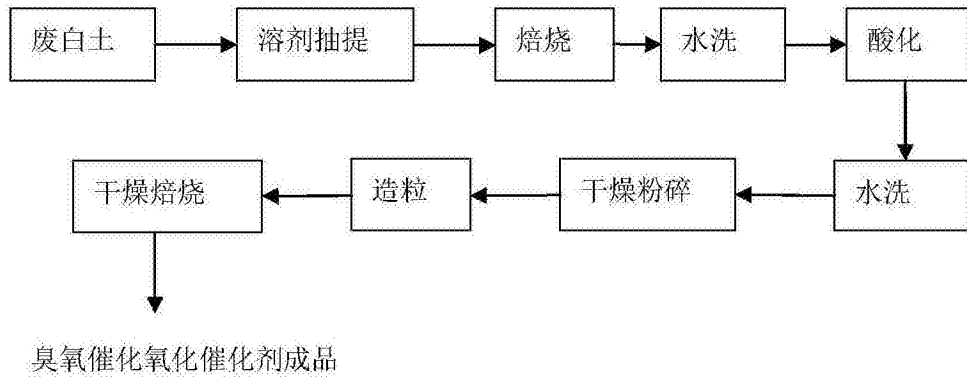 废白土
溶剂抽提
焙烧
水洗
酸化
水洗
干燥粉碎
造粒
干燥焙烧
臭氧催化氧化催化剂成品